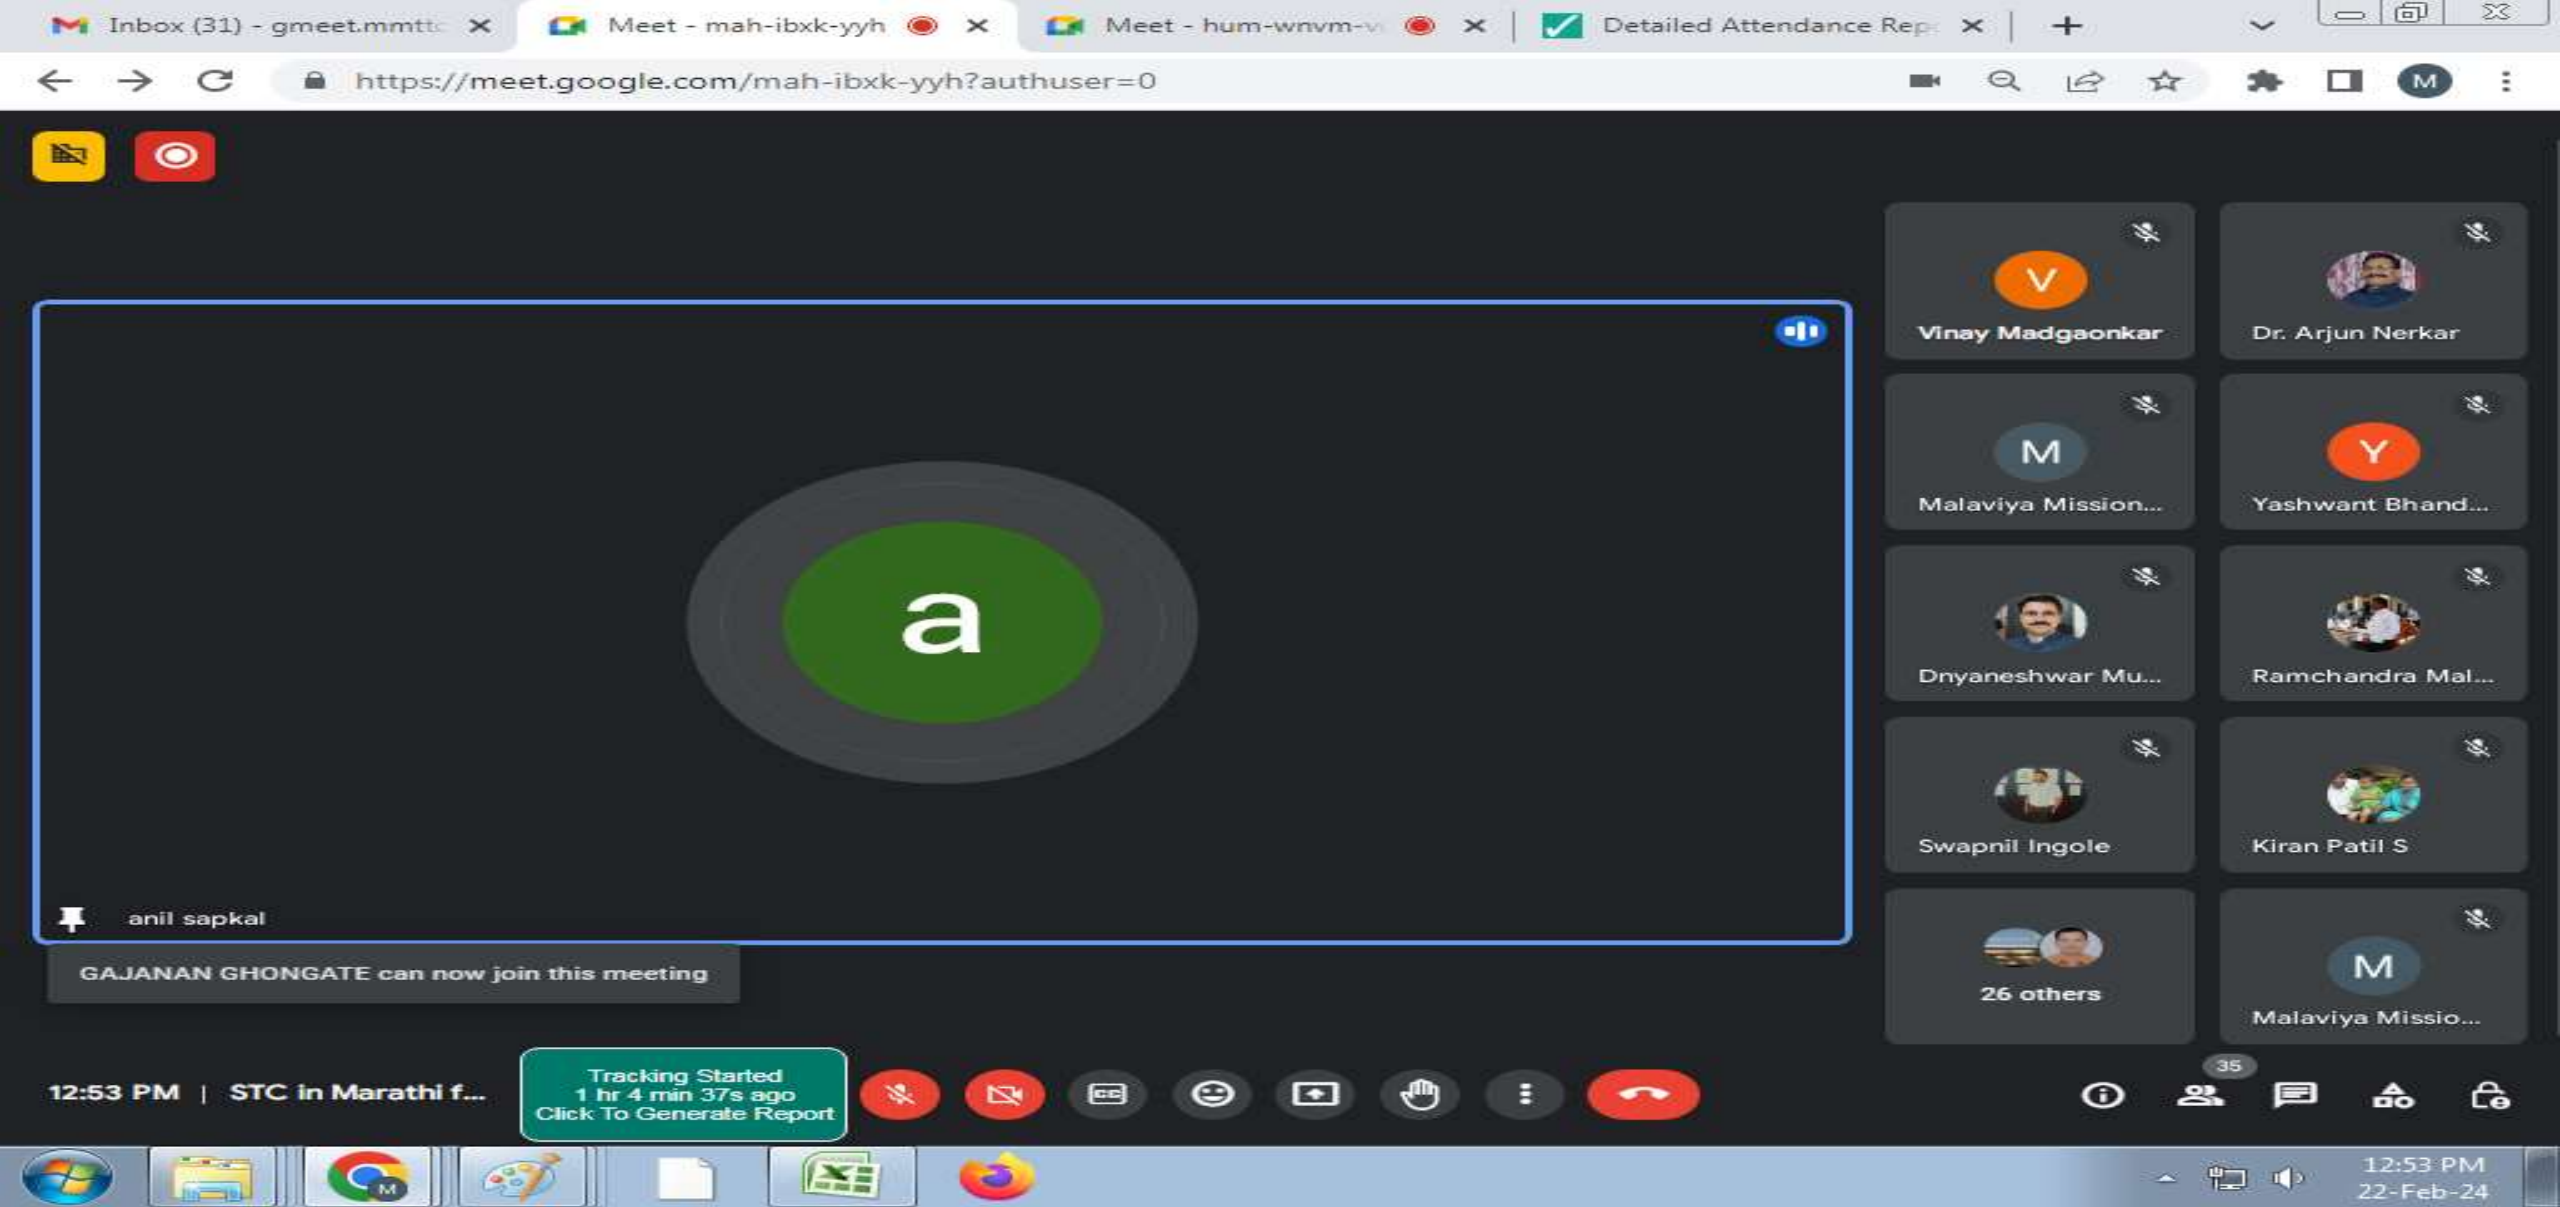 Inbox (31) - gmeet.mmttc
Meet - mah-ibxk-yyh
Meet - hum-wnvm-v
Detailed Attendance Rep
https://meet.google.com/mah-ibxk-yyh?authuser=0
M
V
Vinay Madgaonkar
Dr. Arjun Nerkar
M
Malaviya Mission...
Y
Yashwant Bhand...
Dnyaneshwar Mu...
Ramchandra Mal...
Swapnil Ingole
Kiran Patil S
26 others
M
Malaviya Missio...
a
anil sapkal
GAJANAN GHONGATE can now join this meeting
12:53 PM | STC in Marathi f...
Tracking Started
1 hr 4 min 37s ago
Click To Generate Report
CC
35
M
12:53 PM
22-Feb-24